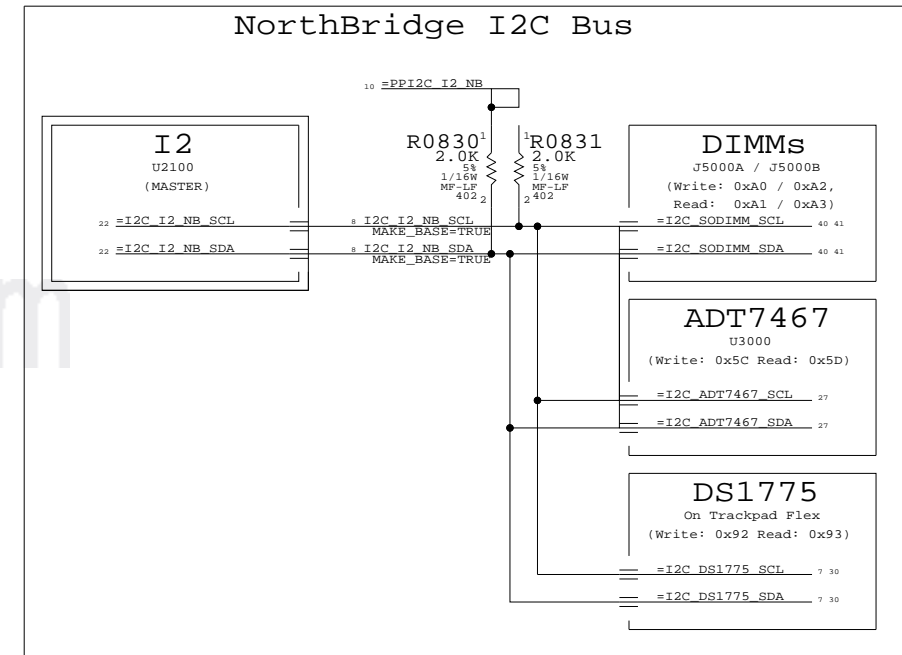 NorthBridge I2C Bus
10 =PPI2C_I2_NB
I2
U2100
(MASTER)
22 =I2C_I2_NB_SCL
22 =I2C_I2_NB_SDA
R0830 1
2.0K
5%
1/16W
MF-LF
402 2
1 R0831
2.0K
5%
1/16W
MF-LF
2 402
8 I2C_I2_NB_SCL
MAKE_BASE=TRUE
8 I2C_I2_NB_SDA
MAKE_BASE=TRUE
DIMMs
J5000A / J5000B
(Write: 0xA0 / 0xA2,
Read: 0xA1 / 0xA3)
=I2C_SODIMM_SCL 40 41
=I2C_SODIMM_SDA 40 41
ADT7467
U3000
(Write: 0x5C Read: 0x5D)
=I2C_ADT7467_SCL 27
=I2C_ADT7467_SDA 27
DS1775
On Trackpad Flex
(Write: 0x92 Read: 0x93)
=I2C_DS1775_SCL 7 30
=I2C_DS1775_SDA 7 30
m